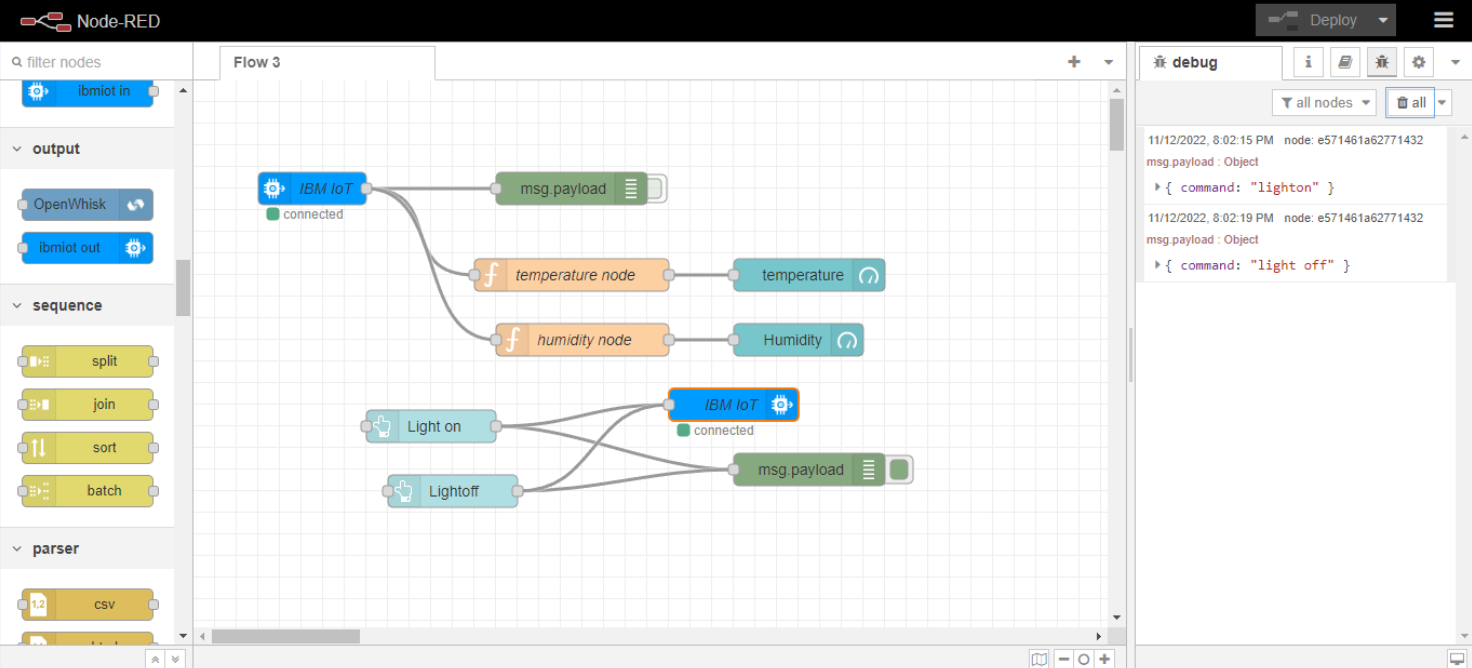 Node-RED
Deploy
filter nodes
ibmiot in
output
OpenWhisk
ibmiot out
sequence
split
join
sort
batch
parser
1,2 csv
Flow 3
IBM IoT
connected
msg.payload
temperature node
temperature
humidity node
Humidity
IBM IoT
connected
Light on
msg.payload
Lightoff
debug
i
all nodes
all
11/12/2022, 8:02:15 PM node: e571461a62771432
msg.payload : Object
{ command: "lighton" }
11/12/2022, 8:02:19 PM node: e571461a62771432
msg.payload : Object
{ command: "light off" }